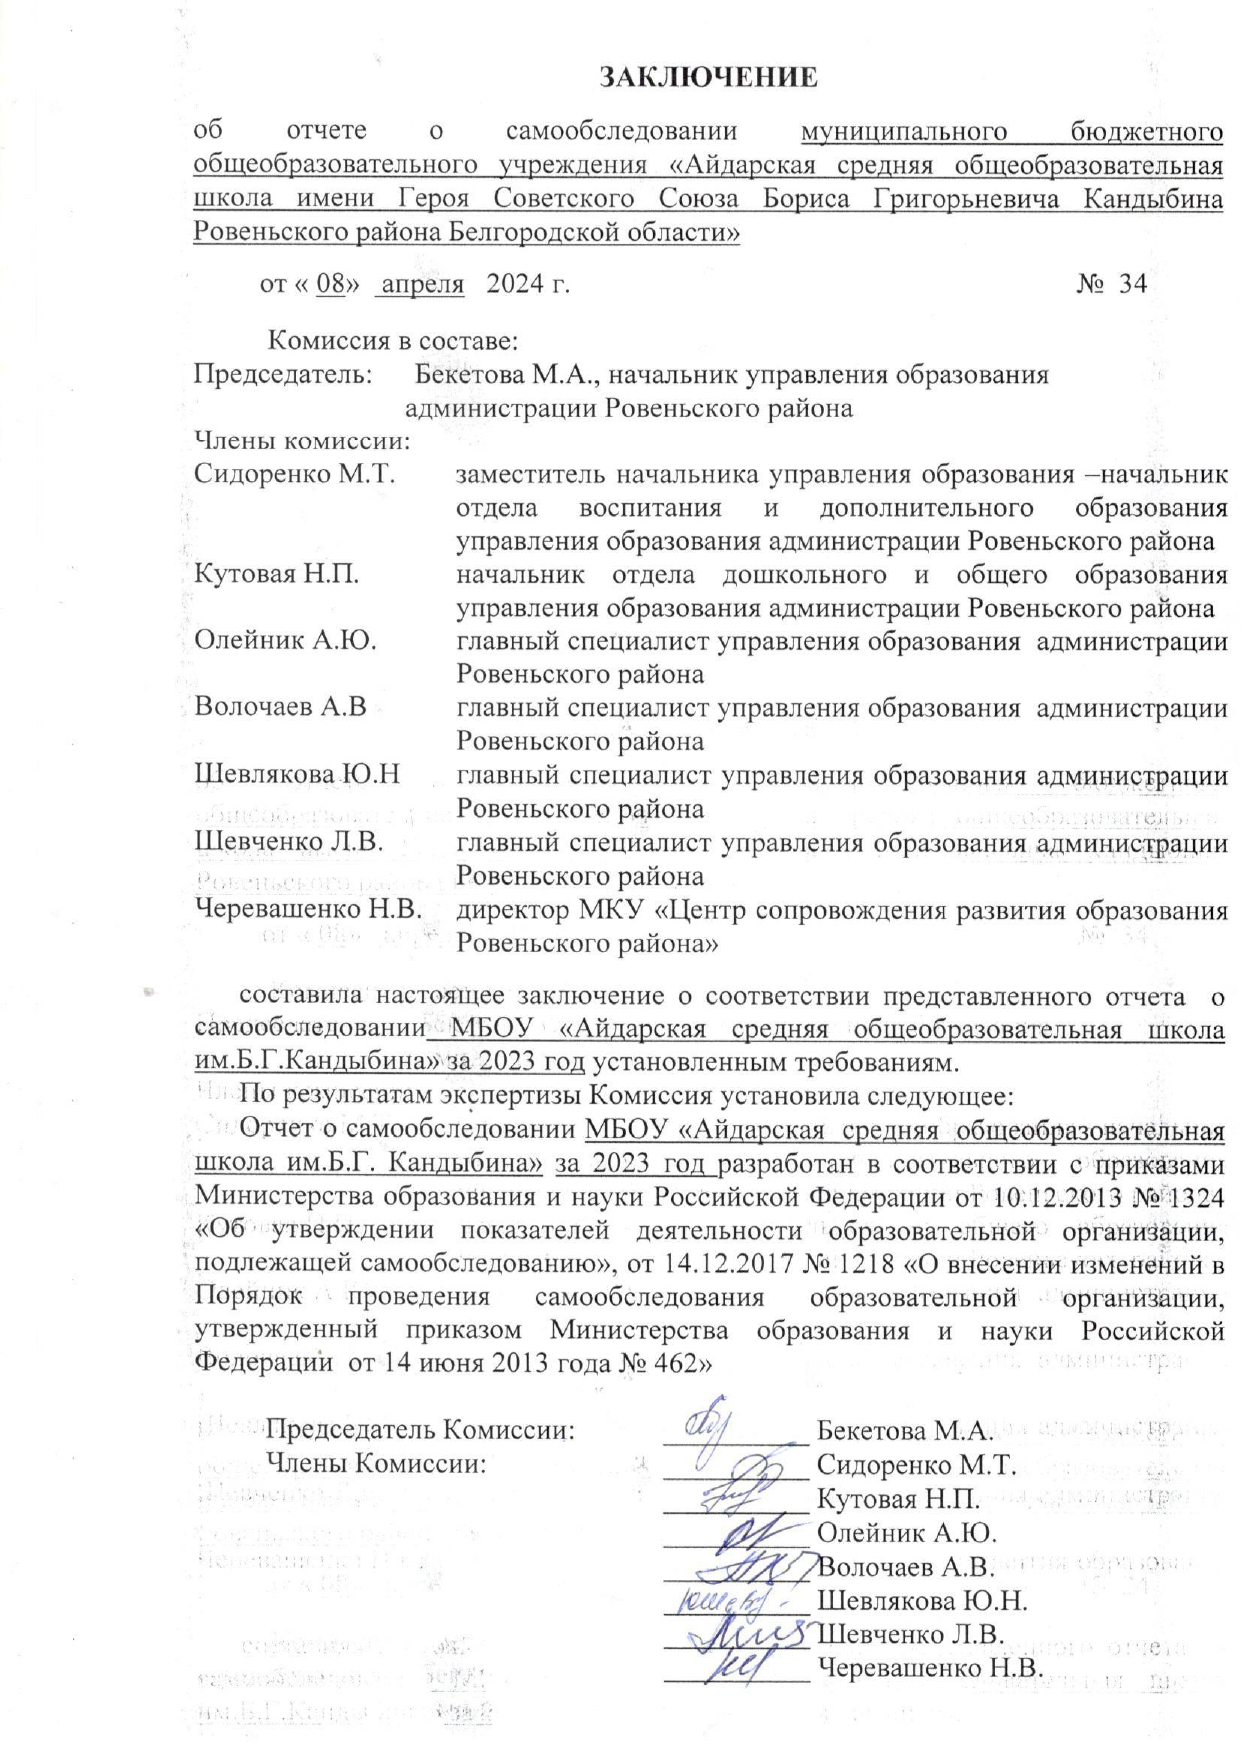 ЗАКЛЮЧЕНИЕ
об отчете о самообследовании муниципального бюджетного
общеобразовательного учреждения «Айдарская средняя общеобразовательная
школа имени Героя Советского Союза Бориса Григорьневича Кандыбина
Ровеньского района Белгородской области»
от « 08» апреля 2024 г. № 34
Комиссия в составе:
Председатель: Бекетова М.А., начальник управления образования
администрации Ровеньского района
Члены комиссии:
Сидоренко М.Т. заместитель начальника управления образования –начальник
отдела воспитания и дополнительного образования
управления образования администрации Ровеньского района
Кутовая Н.П. начальник отдела дошкольного и общего образования
управления образования администрации Ровеньского района
Олейник А.Ю. главный специалист управления образования администрации
Ровеньского района
Волочаев А.В главный специалист управления образования администрации
Ровеньского района
Шевлякова Ю.Н главный специалист управления образования администрации
Ровеньского района
Шевченко Л.В. главный специалист управления образования администрации
Ровеньского района
Черевашенко Н.В. директор МКУ «Центр сопровождения развития образования
Ровеньского района»
составила настоящее заключение о соответствии представленного отчета о
самообследовании МБОУ «Айдарская средняя общеобразовательная школа
им.Б.Г.Кандыбина» за 2023 год установленным требованиям.
По результатам экспертизы Комиссия установила следующее:
Отчет о самообследовании МБОУ «Айдарская средняя общеобразовательная
школа им.Б.Г. Кандыбина» за 2023 год разработан в соответствии с приказами
Министерства образования и науки Российской Федерации от 10.12.2013 № 1324
«Об утверждении показателей деятельности образовательной организации,
подлежащей самообследованию», от 14.12.2017 № 1218 «О внесении изменений в
Порядок проведения самообследования образовательной организации,
утвержденный приказом Министерства образования и науки Российской
Федерации от 14 июня 2013 года № 462»
Председатель Комиссии: Бекетова М.А.
Члены Комиссии: Сидоренко М.Т.
Кутовая Н.П.
Олейник А.Ю.
Волочаев А.В.
Шевлякова Ю.Н.
Шевченко Л.В.
Черевашенко Н.В.